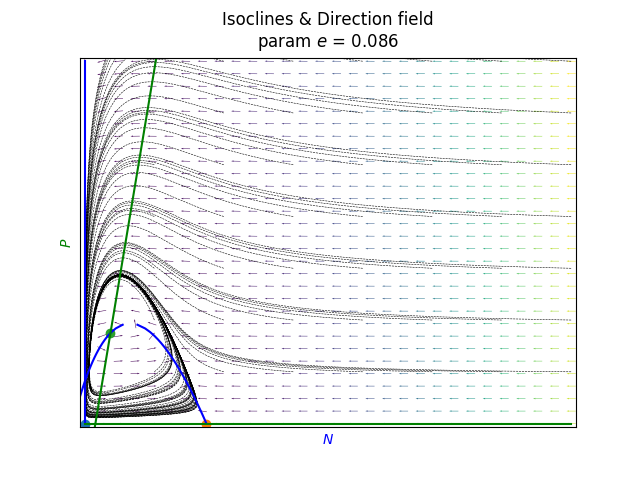 Isoclines & Direction field
param e = 0.086
P
N